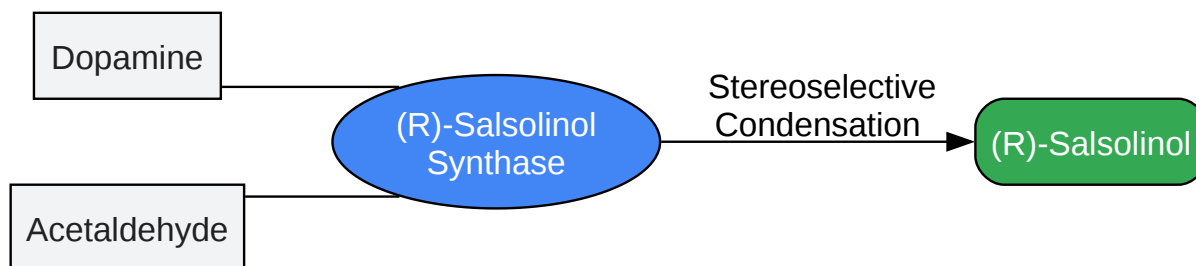 Dopamine
Acetaldehyde
(R)-Salsolinol
Synthase
Stereoselective
Condensation
(R)-Salsolinol